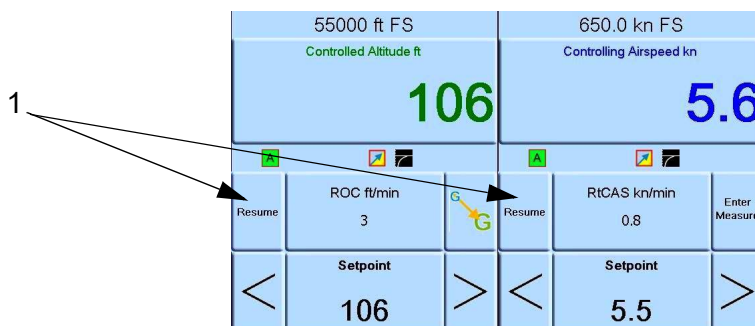 55000 ft FS
650.0 kn FS
Controlled Altitude ft
Controlling Airspeed kn
106
5.6
1
A
A
Resume
ROC ft/min
3
G
G
Resume
RtCAS kn/min
0.8
Enter
Measure
<
Setpoint
106
>
<
Setpoint
5.5
>